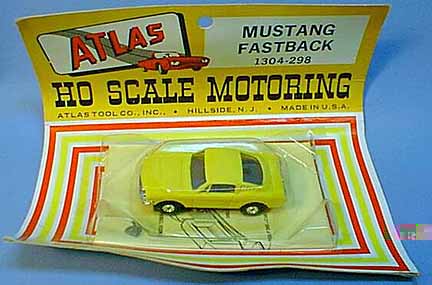 ATLAS
MUSTANG
FASTBACK
1304-298
HO SCALE MOTORING
ATLAS TOOL CO., INC., • HILLSIDE, N. J. • MADE IN U.S.A.